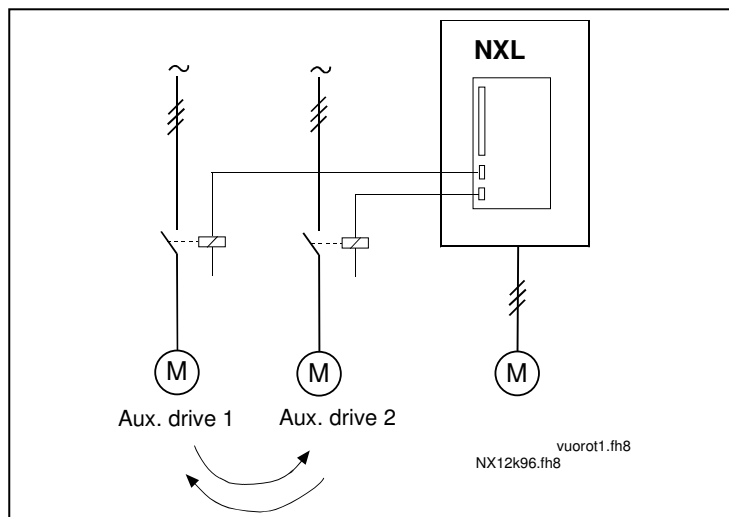 NXL
~ ~
M M M
Aux. drive 1 Aux. drive 2
vuorot1.fh8
NX12k96.fh8